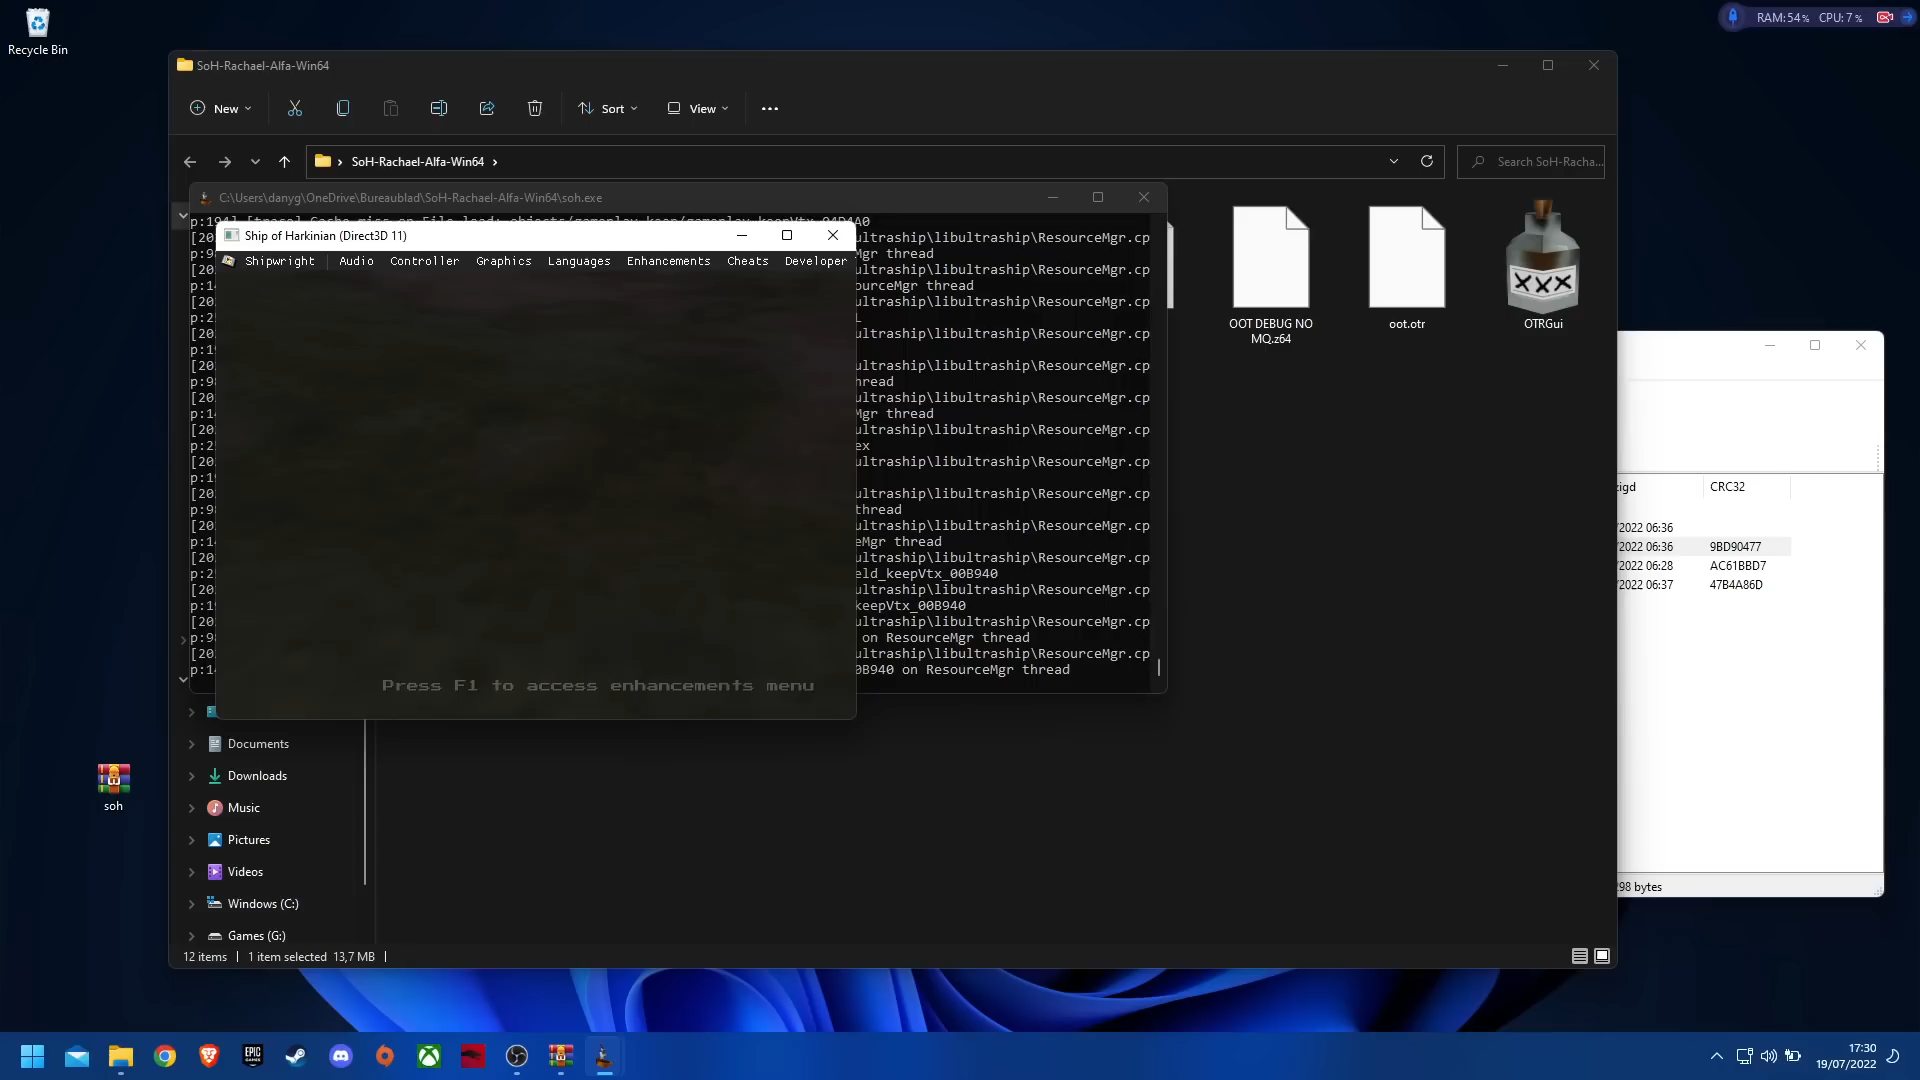 Recycle Bin
RAM: 54% CPU: 7%
SoH-Rachael-Alfa-Win64
New
Sort
View
SoH-Rachael-Alfa-Win64
Search SoH-Racha...
C:\Users\danyg\OneDrive\Bureaublad\SoH-Rachael-Alfa-Win64\soh.exe
Ship of Harkinian (Direct3D 11)
Shipwright Audio Controller Graphics Languages Enhancements Cheats Developer
ultraship\libultraship\ResourceMgr.cp
Mgr thread
ultraship\libultraship\ResourceMgr.cp
ourceMgr thread
ultraship\libultraship\ResourceMgr.cp
L
ultraship\libultraship\ResourceMgr.cp
ultraship\libultraship\ResourceMgr.cp
hread
ultraship\libultraship\ResourceMgr.cp
Mgr thread
ultraship\libultraship\ResourceMgr.cp
ex
ultraship\libultraship\ResourceMgr.cp
ultraship\libultraship\ResourceMgr.cp
thread
ultraship\libultraship\ResourceMgr.cp
eMgr thread
ultraship\libultraship\ResourceMgr.cp
eld_keepVtx_00B940
ultraship\libultraship\ResourceMgr.cp
keepVtx_00B940
ultraship\libultraship\ResourceMgr.cp
on ResourceMgr thread
ultraship\libultraship\ResourceMgr.cp
0B940 on ResourceMgr thread
Press F1 to access enhancements menu
OOT DEBUG NO
MQ.z64
oot.otr
OTRGui
zigd CRC32
/2022 06:36
/2022 06:36 9BD90477
/2022 06:28 AC61BBD7
/2022 06:37 47B4A86D
298 bytes
Documents
Downloads
Music
Pictures
Videos
Windows (C:)
Games (G:)
soh
12 items 1 item selected 13,7 MB
EPIC
GAMES
17:30
19/07/2022